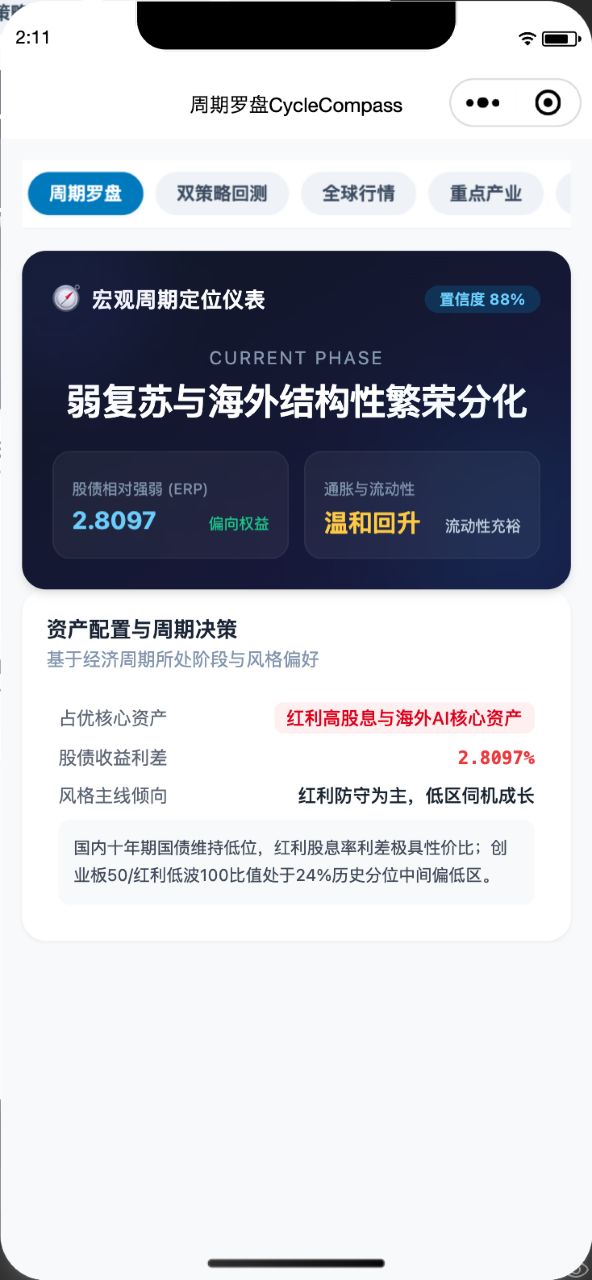 2:11
周期罗盘CycleCompass
周期罗盘
双策略回测
全球行情
重点产业
宏观周期定位仪表
置信度 88%
CURRENT PHASE
弱复苏与海外结构性繁荣分化
股债相对强弱 (ERP)
2.8097
偏向权益
通胀与流动性
温和回升
流动性充裕
资产配置与周期决策
基于经济周期所处阶段与风格偏好
占优核心资产
红利高股息与海外AI核心资产
股债收益利差
2.8097%
风格主线倾向
红利防守为主，低区伺机成长
国内十年期国债维持低位，红利股息率利差极具性价比；创
业板50/红利低波100比值处于24%历史分位中间偏低区。